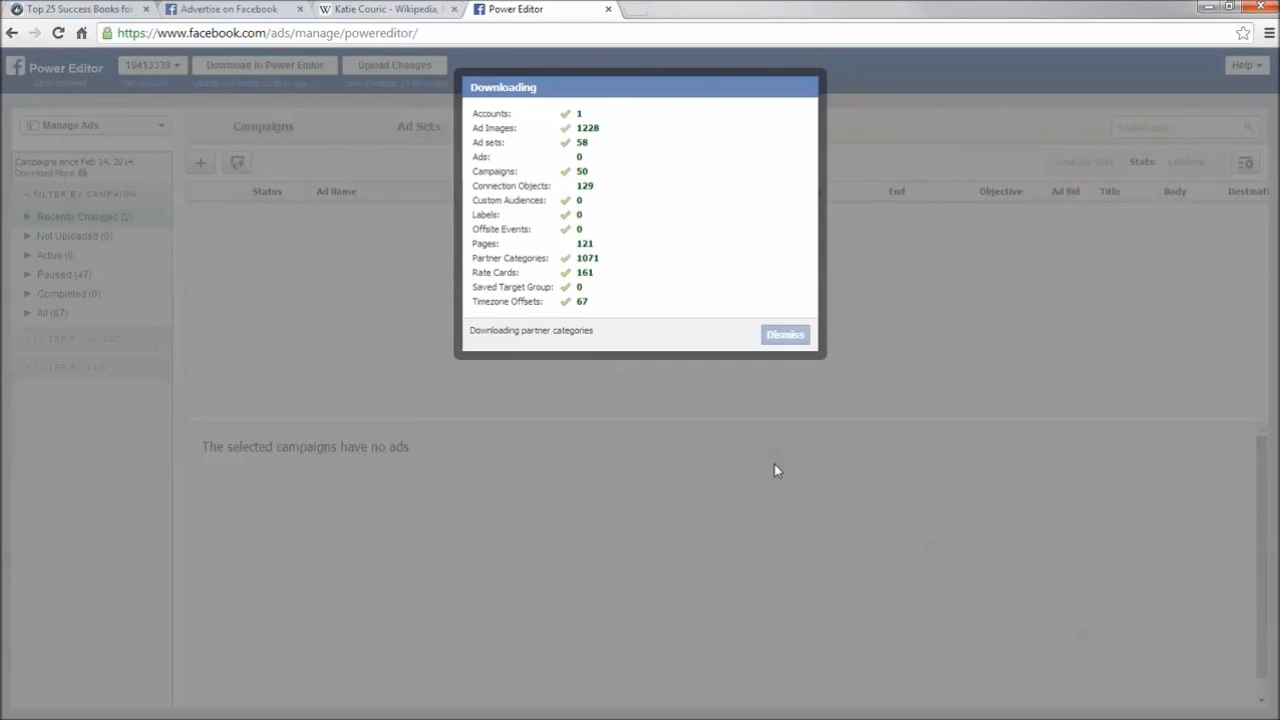 Top 25 Success Books for
Advertise on Facebook
Katie Couric - Wikipedia,
Power Editor
https://www.facebook.com/ads/manage/powereditor/
Power Editor
19413339
Download to Power Editor
Upload Changes
Help
Manage Ads
Campaigns
Ad Sets
Campaigns since Feb 14, 2014.
Download More
FILTER BY CAMPAIGN
Recently Changed (2)
Not Uploaded (0)
Active (0)
Paused (47)
Completed (0)
All (87)
Stats:
Lifetime
Status
Ad Name
End
Objective
Ad Bid
Title
Body
Destinati
Downloading
Accounts: 1
Ad Images: 1228
Ad sets: 58
Ads: 0
Campaigns: 50
Connection Objects: 129
Custom Audiences: 0
Labels: 0
Offsite Events: 0
Pages: 121
Partner Categories: 1071
Rate Cards: 161
Saved Target Group: 0
Timezone Offsets: 67
Downloading partner categories
Dismiss
The selected campaigns have no ads